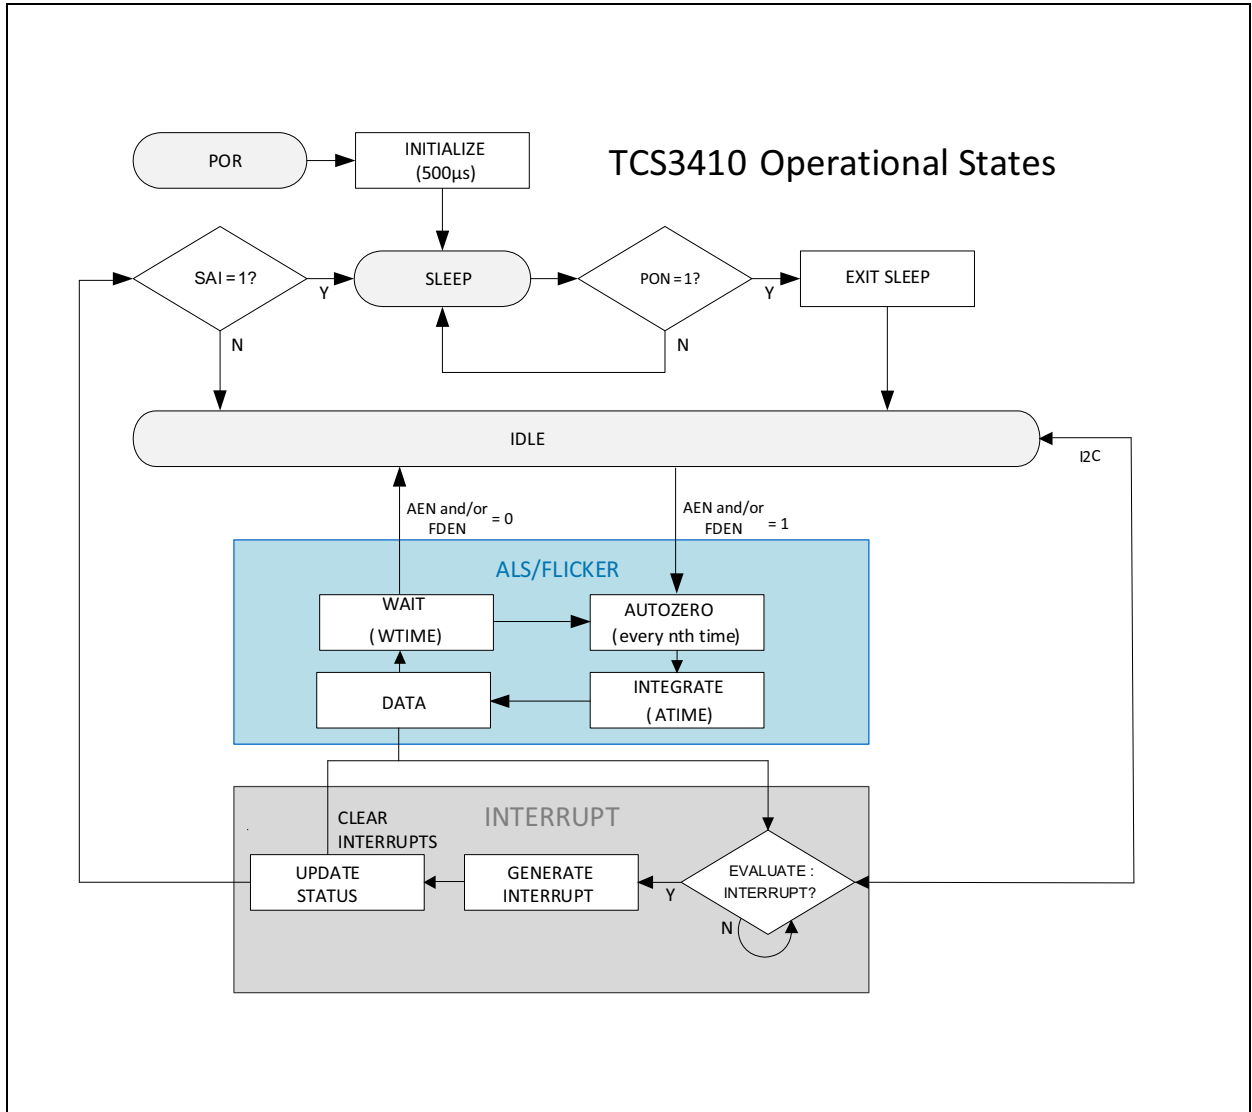 TCS3410 Operational States
POR
INITIALIZE
(500µs)
SAI = 1?
Y
N
SLEEP
PON = 1?
Y
N
EXIT SLEEP
IDLE
I2C
AEN and/or
FDEN = 0
AEN and/or
FDEN = 1
ALS/FLICKER
WAIT
( WTIME)
AUTOZERO
(every nth time)
DATA
INTEGRATE
( ATIME)
CLEAR
INTERRUPTS
INTERRUPT
UPDATE
STATUS
GENERATE
INTERRUPT
Y
EVALUATE :
INTERRUPT?
N